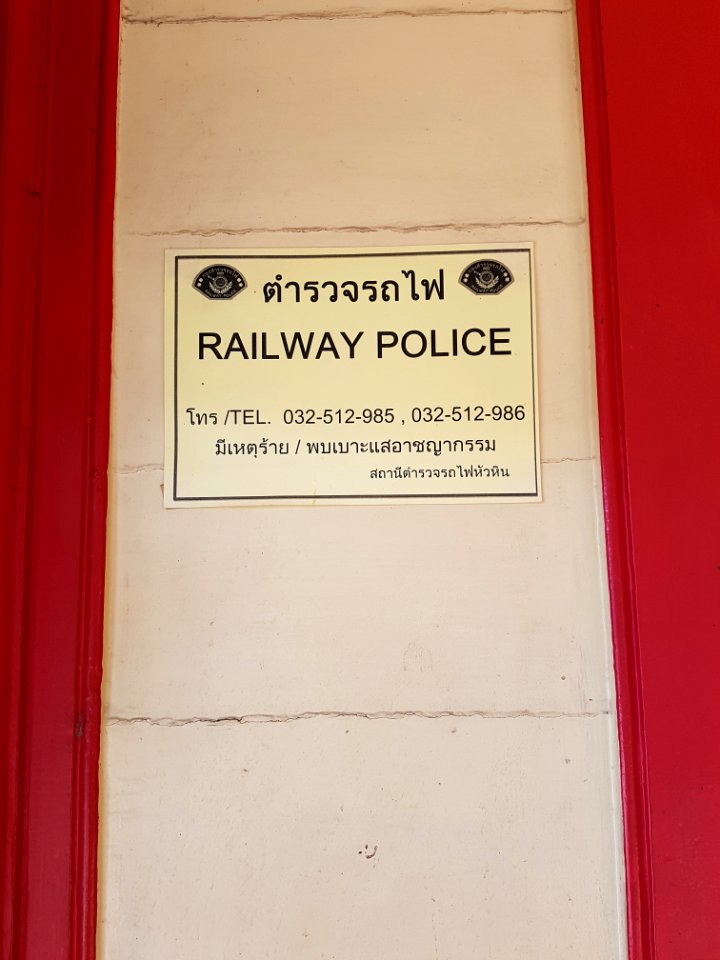 ตำรวจรถไฟ
RAILWAY POLICE
โทร /TEL. 032-512-985 , 032-512-986
มีเหตุร้าย / พบเบาะแสอาชญากรรม
สถานีตำรวจรถไฟหัวหิน